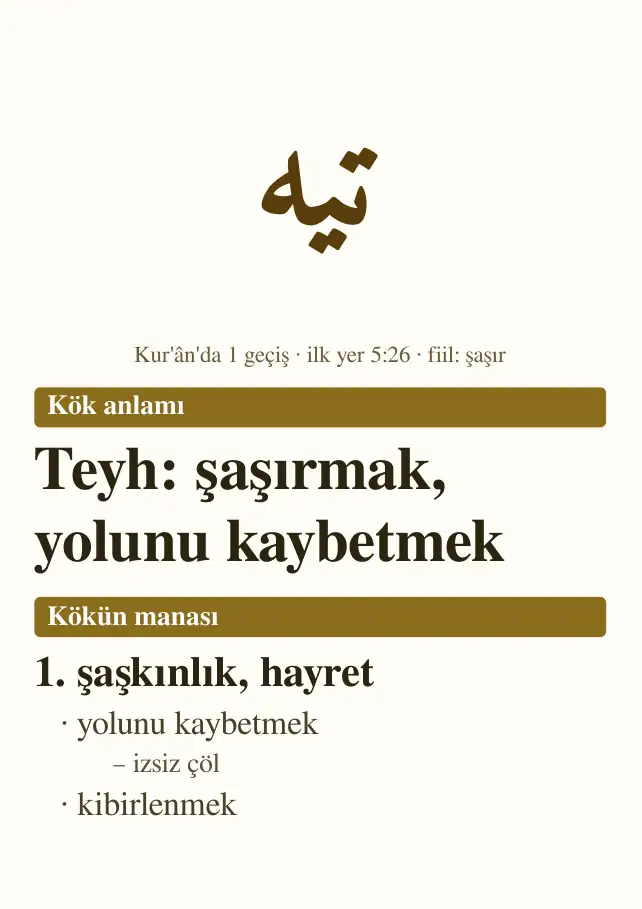 تيه
Kur'ân'da 1 geçiş · ilk yer 5:26 · fiil: şaşır
Kök anlamı
Teyh: şaşırmak,
yolunu kaybetmek
Kökün manası
1. şaşkınlık, hayret
· yolunu kaybetmek
– izsiz çöl
· kibirlenmek